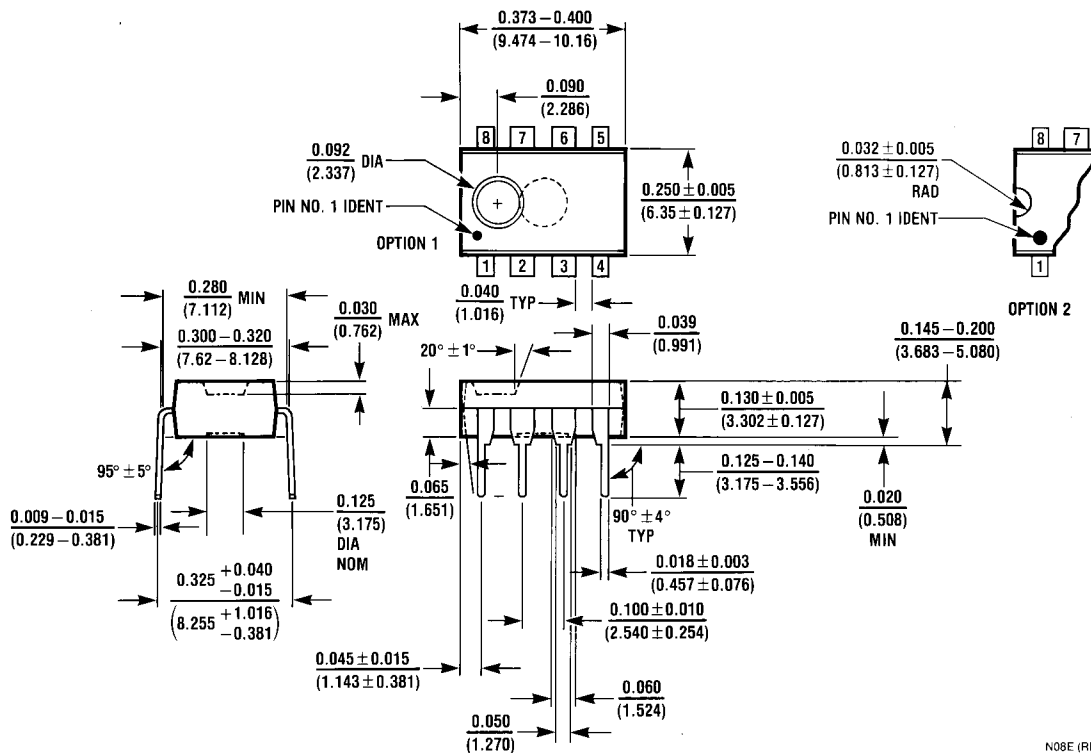 0.373 – 0.400
(9.474 – 10.16)
0.090
(2.286)
8 7 6 5
0.092 DIA
(2.337)
PIN NO. 1 IDENT
OPTION 1
1 2 3 4
0.250 ± 0.005
(6.35 ± 0.127)
0.032 ± 0.005
(0.813 ± 0.127)
RAD
PIN NO. 1 IDENT
8 7
1
OPTION 2
0.280 MIN
(7.112)
0.300 – 0.320
(7.62 – 8.128)
0.030 MAX
(0.762)
0.040 TYP
(1.016)
0.039
(0.991)
20° ± 1°
0.145 – 0.200
(3.683 – 5.080)
0.130 ± 0.005
(3.302 ± 0.127)
0.125 – 0.140
(3.175 – 3.556)
0.020
(0.508)
MIN
95° ± 5°
0.009 – 0.015
(0.229 – 0.381)
0.125
(3.175)
DIA
NOM
0.065
(1.651)
90° ± 4°
TYP
0.325 +0.040 −0.015
(8.255 +1.016 −0.381)
0.018 ± 0.003
(0.457 ± 0.076)
0.100 ± 0.010
(2.540 ± 0.254)
0.045 ± 0.015
(1.143 ± 0.381)
0.060
(1.524)
0.050
(1.270)
N08E